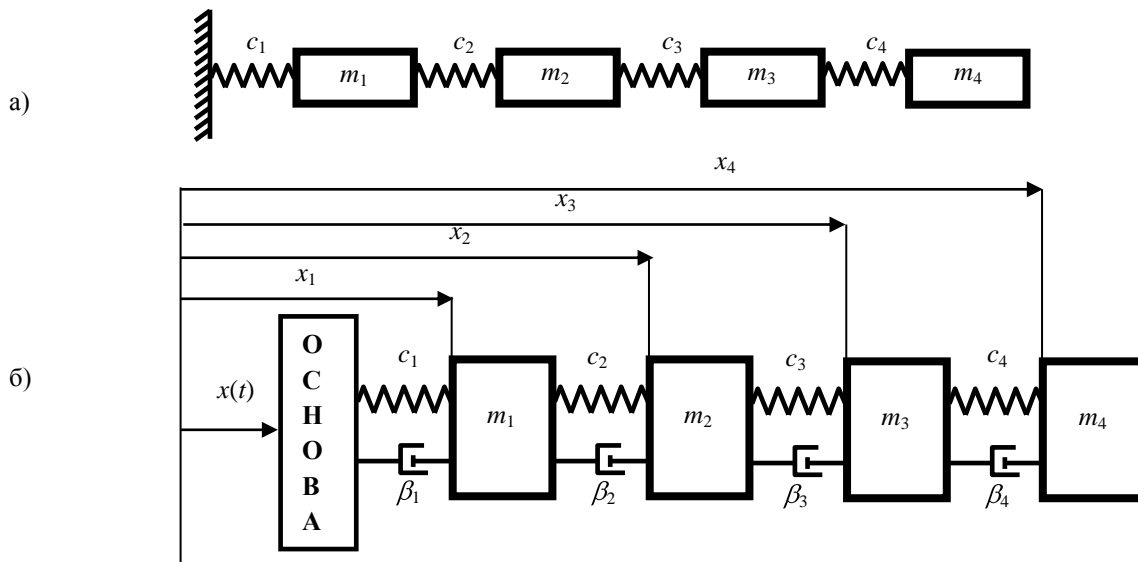 а)
c1 c2 c3 c4
m1 m2 m3 m4
x4
x3
x2
x1
б)
x(t)
ОСНОВА
c1 c2 c3 c4
m1 m2 m3 m4
β1 β2 β3 β4